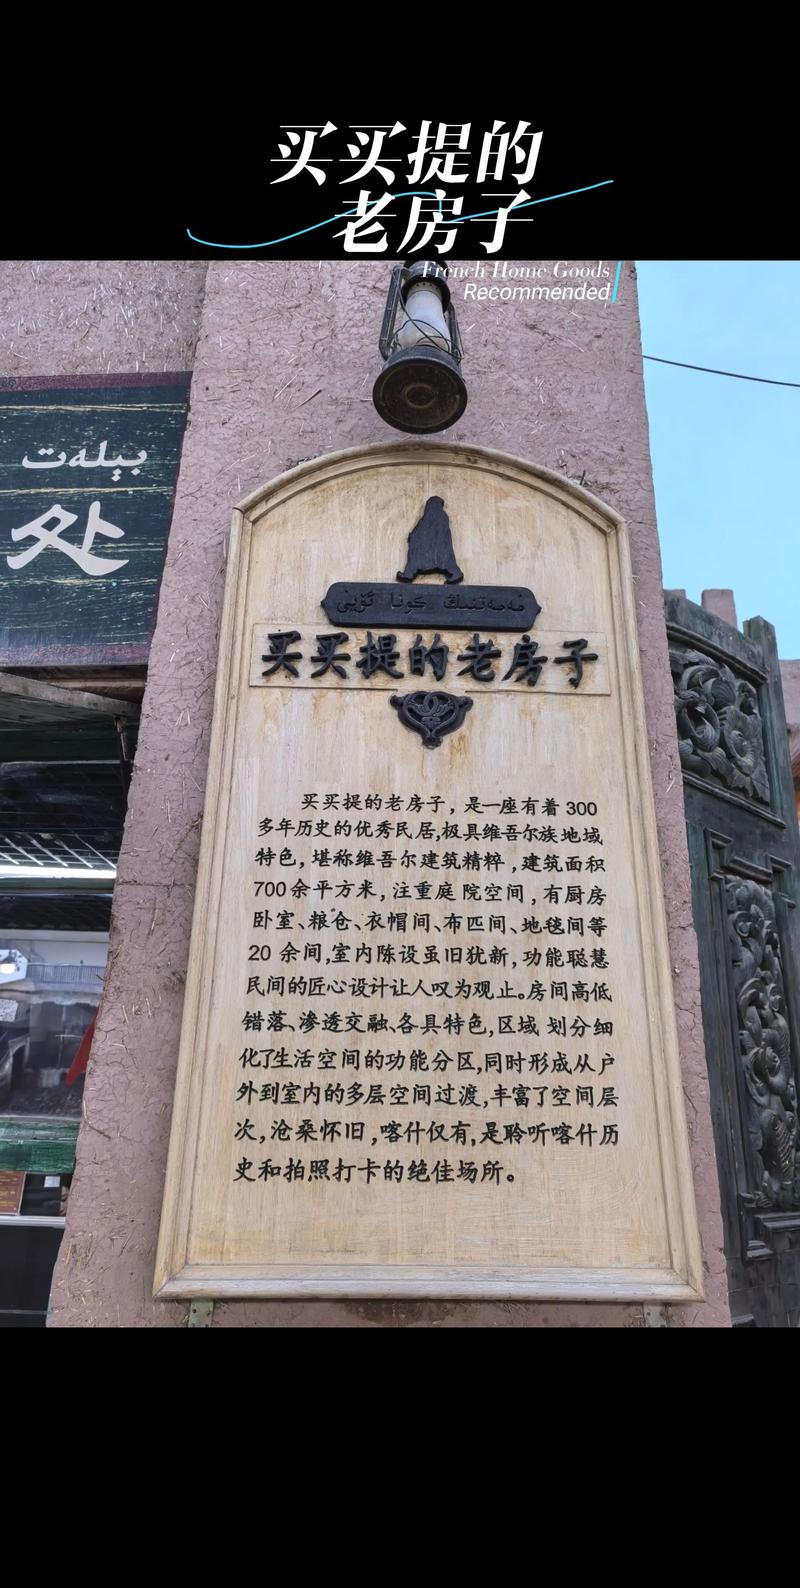 买买提的
老房子
French Home Goods
Recommended
بېلەت
处
مەمەتنىڭ كونا ئۆيى
买买提的老房子
买买提的老房子，是一座有着 300
多年历史的优秀民居,极具维吾尔族地域
特色，堪称维吾尔建筑精粹，建筑面积
700余平方米，注重庭 院空间，有厨房
卧室、粮仓、衣帽间、布匹间、地毯间等
20 余间,室内陈设虽旧犹新，功能聪慧
民间的匠心设计让人叹为观止。房间高低
错落、渗透交融、各具特色,区域 划分细
化了生活空间的功能分区,同时形成从户
外到室内的多层空间过渡,丰富了空间层
次,沧桑怀旧,喀什仅有,是聆听喀什历
史和拍照打卡的绝佳场所。